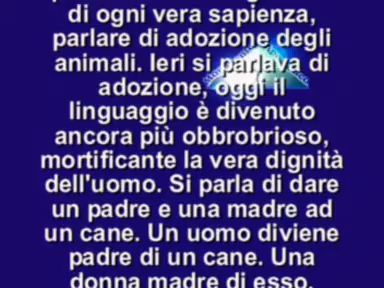 di ogni vera sapienza,
parlare di adozione degli
animali. Ieri si parlava di
adozione, oggi il
linguaggio è divenuto
ancora più obbrobrioso,
mortificante la vera dignità
dell'uomo. Si parla di dare
un padre e una madre ad
un cane. Un uomo diviene
padre di un cane. Una
donna madre di esso.